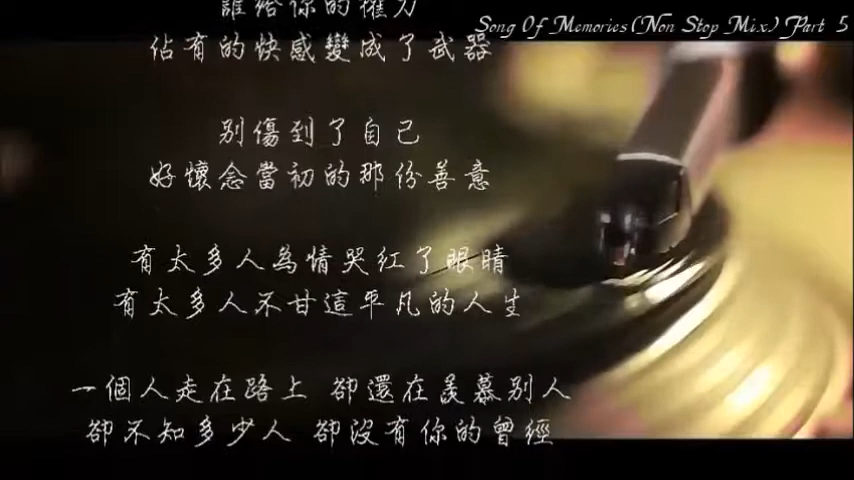 誰給你的權力
Song Of Memories(Non Stop Mix) Part 5
佔有的快感變成了武器
別傷到了自己
好懷念當初的那份善意
有太多人為情哭紅了眼睛
有太多人不甘這平凡的人生
一個人走在路上 卻還在羨慕別人
卻不知多少人 卻沒有你的曾經